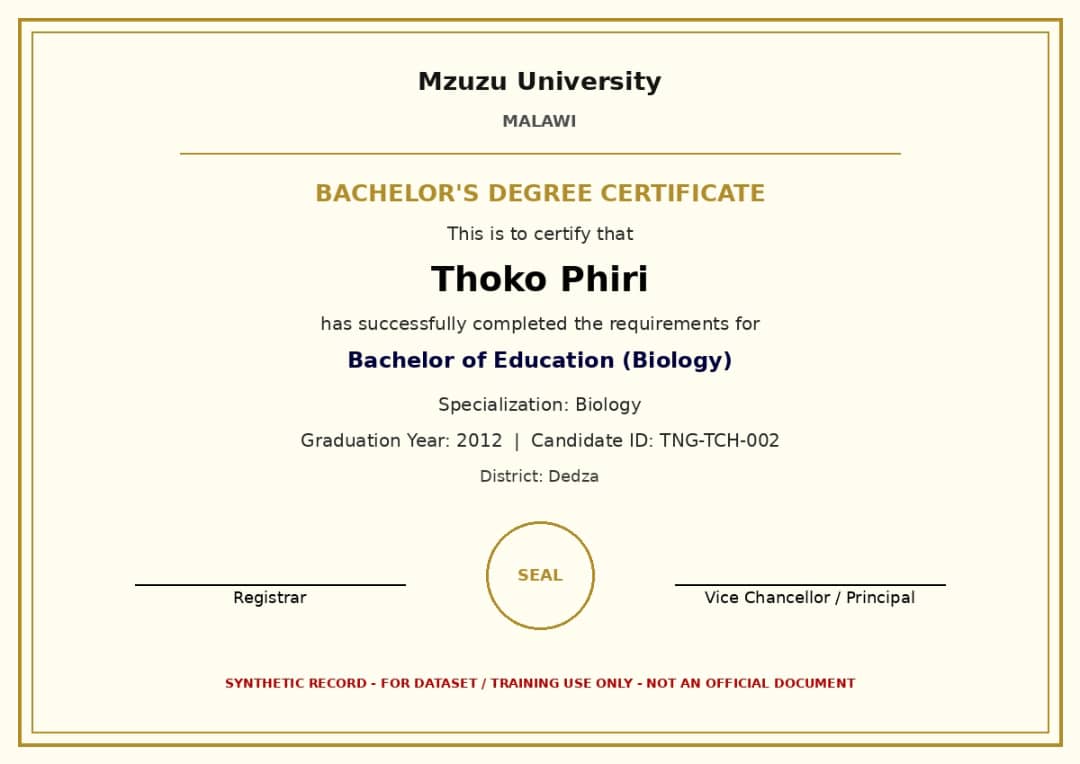 Mzuzu University
MALAWI
BACHELOR'S DEGREE CERTIFICATE
This is to certify that
Thoko Phiri
has successfully completed the requirements for
Bachelor of Education (Biology)
Specialization: Biology
Graduation Year: 2012 | Candidate ID: TNG-TCH-002
District: Dedza
SEAL
Registrar
Vice Chancellor / Principal
SYNTHETIC RECORD - FOR DATASET / TRAINING USE ONLY - NOT AN OFFICIAL DOCUMENT